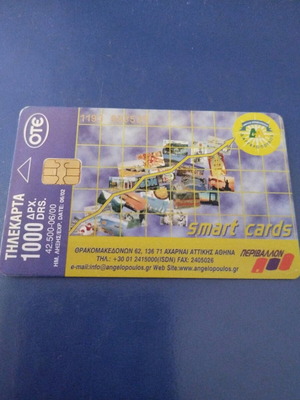 OTE
ΤΗΛΕΚΑΡΤΑ
1000 ΔΡΧ. DRS.
42.500-06/00
ΗΜ. ΛΗΞΗΣ/EXP. DATE: 06/02
smart cards
ΘΡΑΚΟΜΑΚΕΔΟΝΩΝ 62, 136 71 ΑΧΑΡΝΑΙ ΑΤΤΙΚΗΣ ΑΘΗΝΑ
ΤΗΛ.: +30 01 2415000(ISDN) FAX: 2405026
e-mail:info@angelopoulos.gr Web Site:www.angelopoulos.gr
ΠΕΡΙΒΑΛΛΟΝ